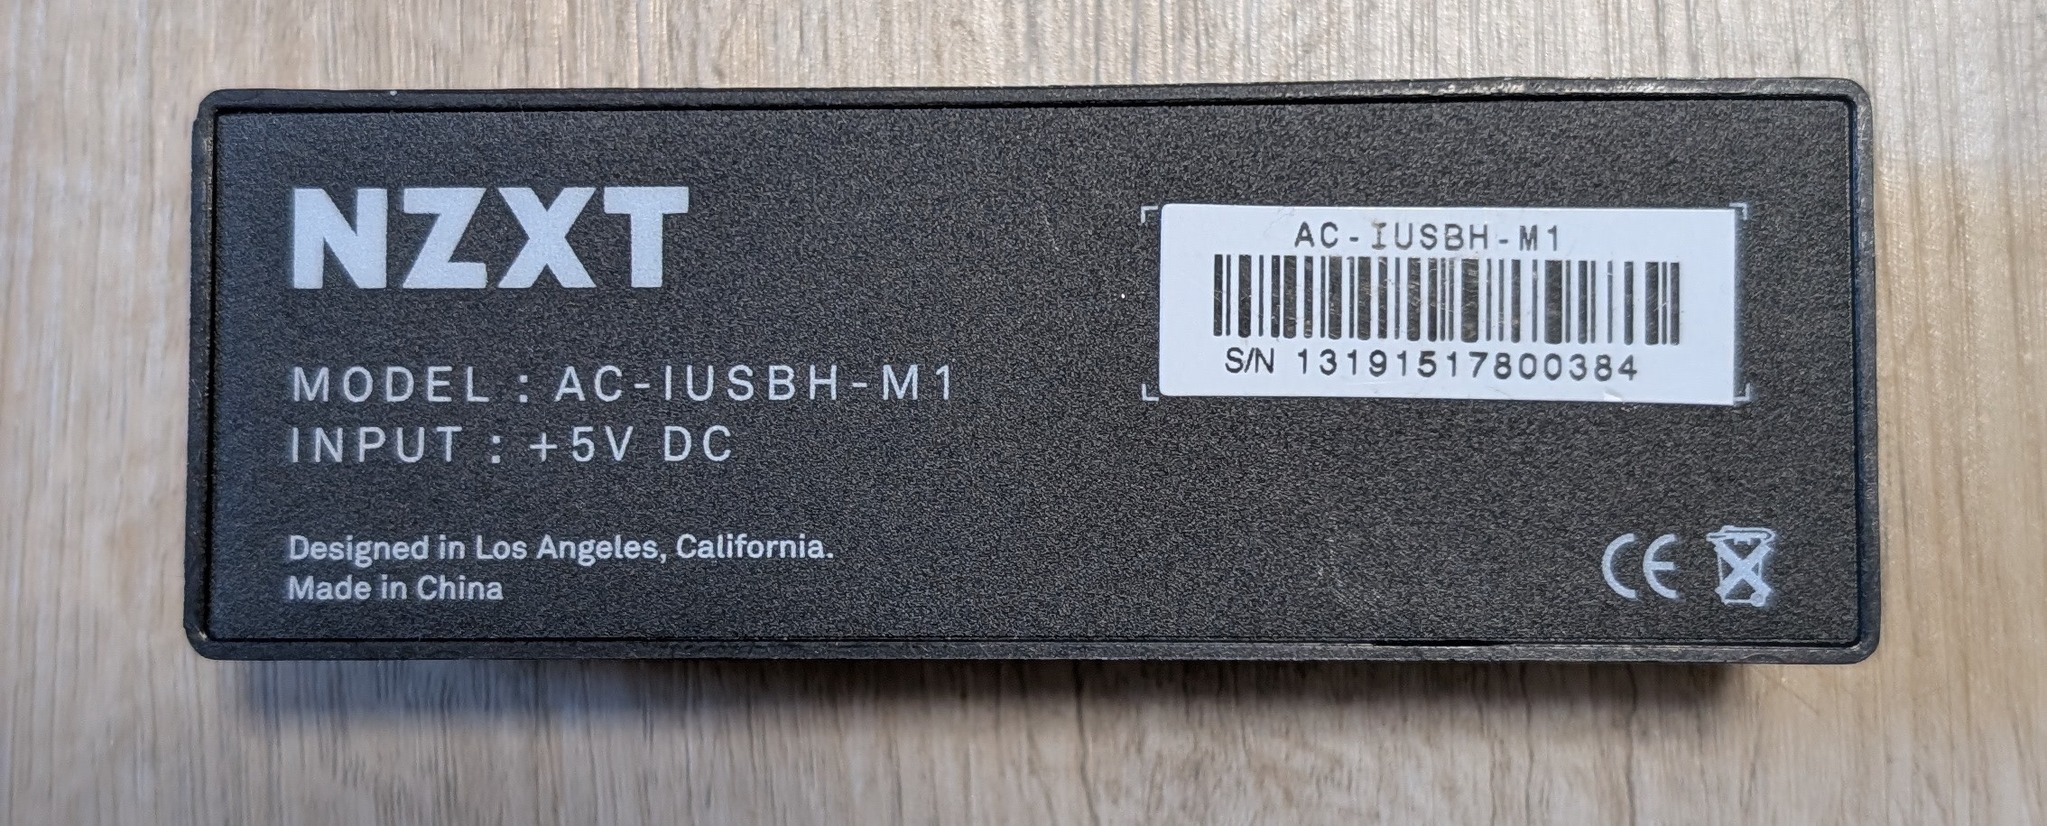 NZXT
MODEL : AC-IUSBH-M1
INPUT : +5V DC
Designed in Los Angeles, California.
Made in China
AC-IUSBH-M1
S/N 13191517800384
CE